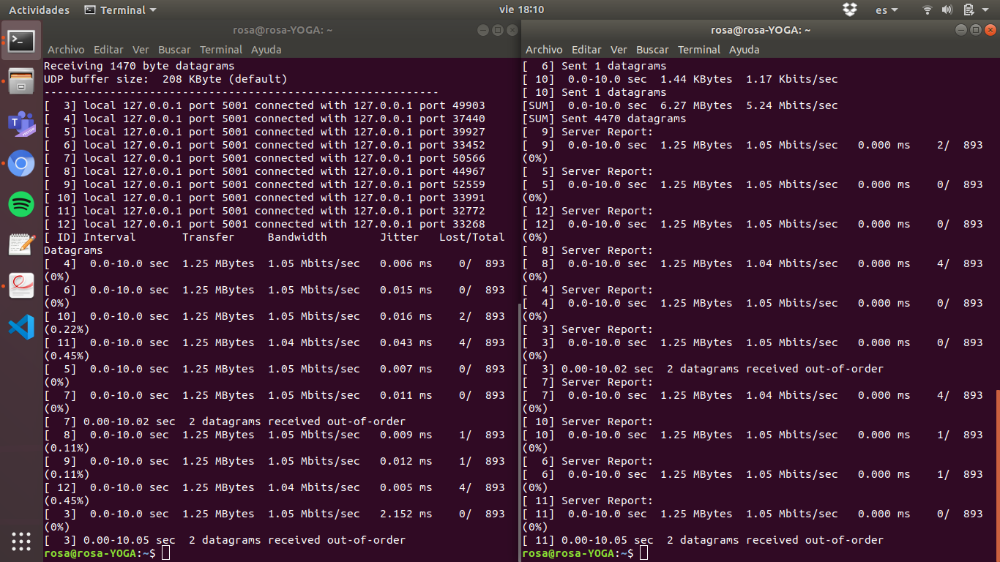 Actividades Terminal vie 18:10 es
rosa@rosa-YOGA: ~
Archivo Editar Ver Buscar Terminal Ayuda
Receiving 1470 byte datagrams
UDP buffer size:  208 KByte (default)
------------------------------------------------------------
[  3] local 127.0.0.1 port 5001 connected with 127.0.0.1 port 49903
[  4] local 127.0.0.1 port 5001 connected with 127.0.0.1 port 37440
[  5] local 127.0.0.1 port 5001 connected with 127.0.0.1 port 39927
[  6] local 127.0.0.1 port 5001 connected with 127.0.0.1 port 33452
[  7] local 127.0.0.1 port 5001 connected with 127.0.0.1 port 50566
[  8] local 127.0.0.1 port 5001 connected with 127.0.0.1 port 44967
[  9] local 127.0.0.1 port 5001 connected with 127.0.0.1 port 52559
[ 10] local 127.0.0.1 port 5001 connected with 127.0.0.1 port 33991
[ 11] local 127.0.0.1 port 5001 connected with 127.0.0.1 port 32772
[ 12] local 127.0.0.1 port 5001 connected with 127.0.0.1 port 33268
[ ID] Interval       Transfer     Bandwidth        Jitter   Lost/Total
Datagrams
[  4]  0.0-10.0 sec  1.25 MBytes  1.05 Mbits/sec   0.006 ms    0/  893
(0%)
[  6]  0.0-10.0 sec  1.25 MBytes  1.05 Mbits/sec   0.015 ms    0/  893
(0%)
[ 10]  0.0-10.0 sec  1.25 MBytes  1.05 Mbits/sec   0.016 ms    2/  893
(0.22%)
[ 11]  0.0-10.0 sec  1.25 MBytes  1.04 Mbits/sec   0.043 ms    4/  893
(0.45%)
[  5]  0.0-10.0 sec  1.25 MBytes  1.05 Mbits/sec   0.007 ms    0/  893
(0%)
[  7]  0.0-10.0 sec  1.25 MBytes  1.05 Mbits/sec   0.011 ms    0/  893
(0%)
[  7] 0.00-10.02 sec  2 datagrams received out-of-order
[  8]  0.0-10.0 sec  1.25 MBytes  1.05 Mbits/sec   0.009 ms    1/  893
(0.11%)
[  9]  0.0-10.0 sec  1.25 MBytes  1.05 Mbits/sec   0.012 ms    1/  893
(0.11%)
[ 12]  0.0-10.0 sec  1.25 MBytes  1.04 Mbits/sec   0.005 ms    4/  893
(0.45%)
[  3]  0.0-10.0 sec  1.25 MBytes  1.05 Mbits/sec   2.152 ms    0/  893
(0%)
[  3] 0.00-10.05 sec  2 datagrams received out-of-order
rosa@rosa-YOGA:~$
rosa@rosa-YOGA: ~
Archivo Editar Ver Buscar Terminal Ayuda
[  6] Sent 1 datagrams
[ 10]  0.0-10.0 sec  1.44 KBytes  1.17 Kbits/sec
[ 10] Sent 1 datagrams
[SUM]  0.0-10.0 sec  6.27 MBytes  5.24 Mbits/sec
[SUM] Sent 4470 datagrams
[  9] Server Report:
[  9]  0.0-10.0 sec  1.25 MBytes  1.05 Mbits/sec   0.000 ms    2/  893
(0%)
[  5] Server Report:
[  5]  0.0-10.0 sec  1.25 MBytes  1.05 Mbits/sec   0.000 ms    0/  893
(0%)
[ 12] Server Report:
[ 12]  0.0-10.0 sec  1.25 MBytes  1.05 Mbits/sec   0.000 ms    0/  893
(0%)
[  8] Server Report:
[  8]  0.0-10.0 sec  1.25 MBytes  1.04 Mbits/sec   0.000 ms    4/  893
(0%)
[  4] Server Report:
[  4]  0.0-10.0 sec  1.25 MBytes  1.05 Mbits/sec   0.000 ms    0/  893
(0%)
[  3] Server Report:
[  3]  0.0-10.0 sec  1.25 MBytes  1.05 Mbits/sec   0.000 ms    0/  893
(0%)
[  3] 0.00-10.02 sec  2 datagrams received out-of-order
[  7] Server Report:
[  7]  0.0-10.0 sec  1.25 MBytes  1.04 Mbits/sec   0.000 ms    4/  893
(0%)
[ 10] Server Report:
[ 10]  0.0-10.0 sec  1.25 MBytes  1.05 Mbits/sec   0.000 ms    1/  893
(0%)
[  6] Server Report:
[  6]  0.0-10.0 sec  1.25 MBytes  1.05 Mbits/sec   0.000 ms    1/  893
(0%)
[ 11] Server Report:
[ 11]  0.0-10.0 sec  1.25 MBytes  1.05 Mbits/sec   0.000 ms    0/  893
(0%)
[ 11] 0.00-10.05 sec  2 datagrams received out-of-order
rosa@rosa-YOGA:~$